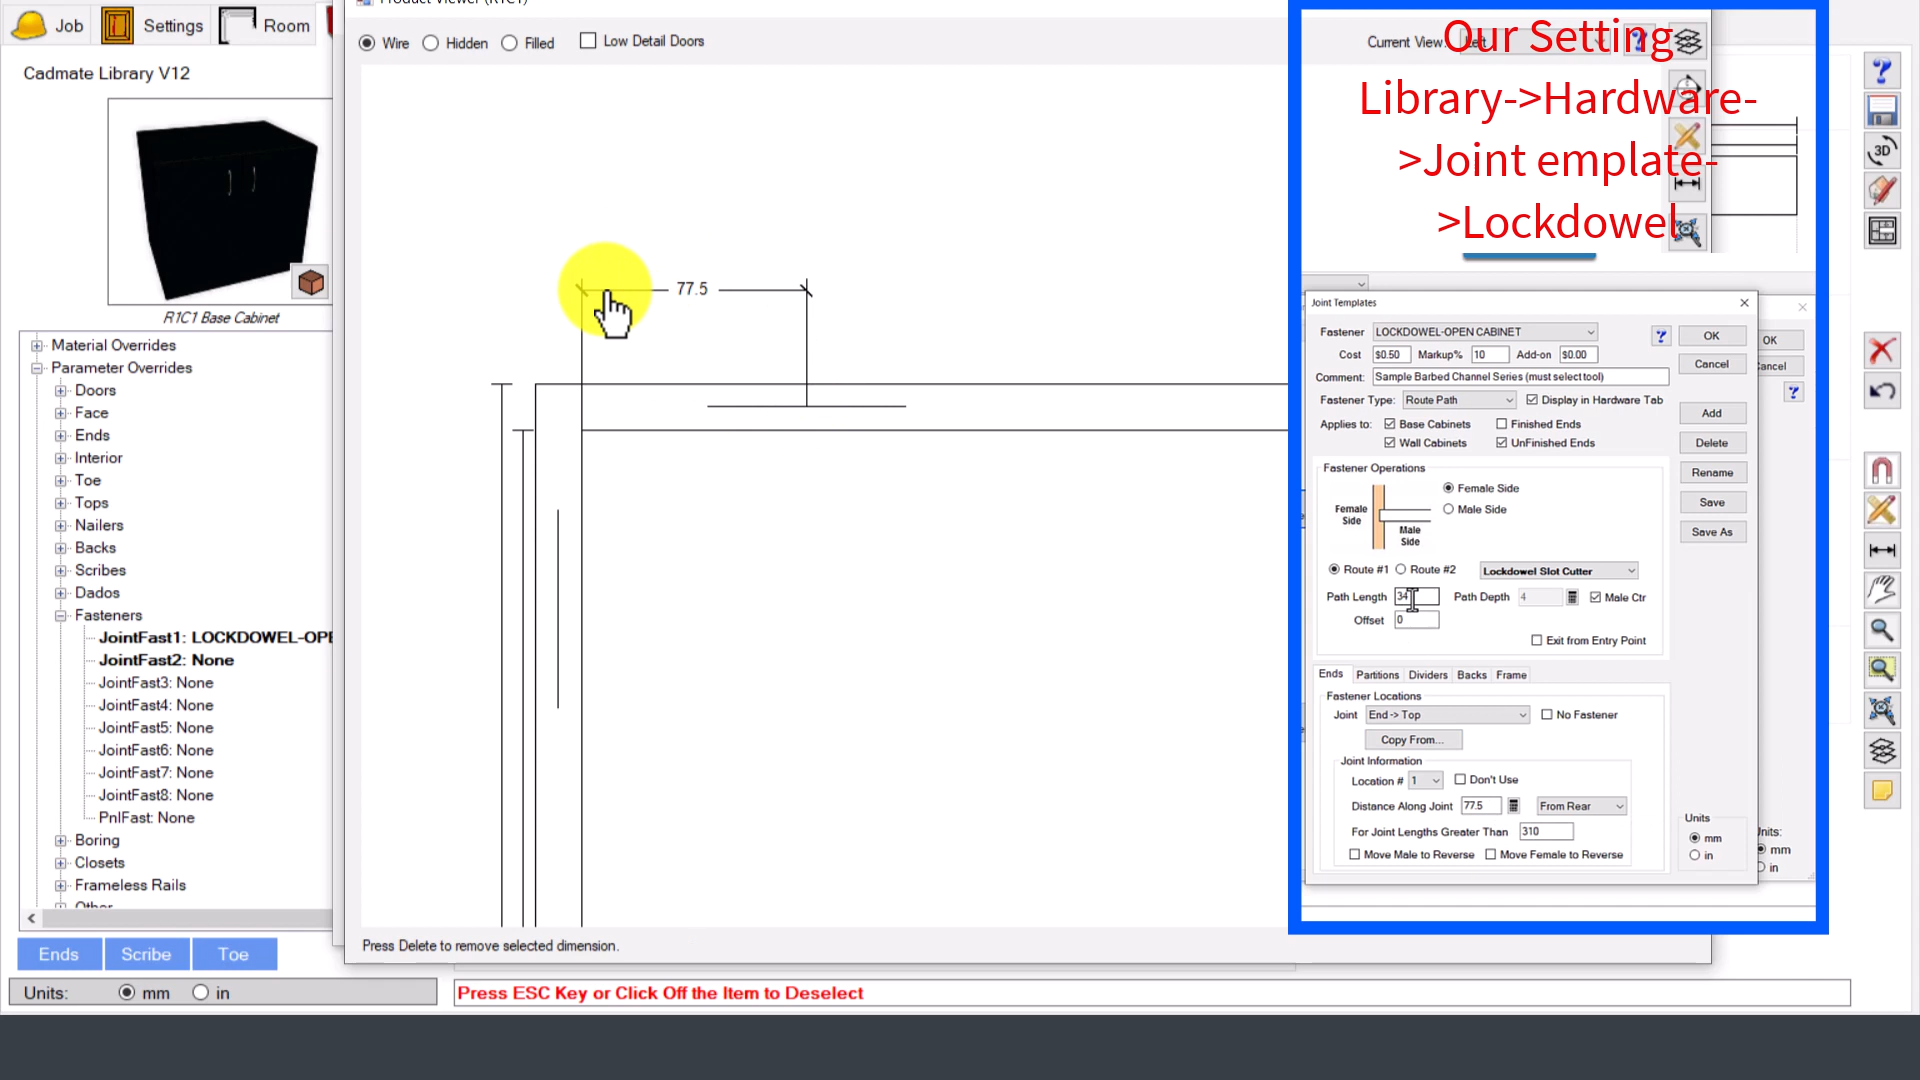 Job
Settings
Room
Cadmate Library V12
R1C1 Base Cabinet
Material Overrides
Parameter Overrides
Doors
Face
Ends
Interior
Toe
Tops
Nailers
Backs
Scribes
Dados
Fasteners
JointFast1: LOCKDOWEL-OPE
JointFast2: None
JointFast3: None
JointFast4: None
JointFast5: None
JointFast6: None
JointFast7: None
JointFast8: None
PnlFast: None
Boring
Closets
Frameless Rails
Other
Ends Scribe Toe
Units: mm in
Product Viewer (R1C1)
Wire Hidden Filled Low Detail Doors
Current View: Left
77.5
Press Delete to remove selected dimension.
Press ESC Key or Click Off the Item to Deselect
Our Setting
Library->Hardware-
>Joint emplate-
>Lockdowel
3D
Joint Templates
Fastener LOCKDOWEL-OPEN CABINET
Cost $0.50 Markup% 10 Add-on $0.00
Comment: Sample Barbed Channel Series (must select tool)
Fastener Type: Route Path Display in Hardware Tab
Applies to: Base Cabinets Finished Ends
Wall Cabinets UnFinished Ends
Fastener Operations
Female Side
Male Side
Female
Side
Male
Side
Route #1 Route #2 Lockdowel Slot Cutter
Path Length 34 Path Depth 4 Male Ctr
Offset 0
Exit from Entry Point
Ends Partitions Dividers Backs Frame
Fastener Locations
Joint End -> Top No Fastener
Copy From...
Joint Information
Location # 1 Don't Use
Distance Along Joint 77.5 From Rear
For Joint Lengths Greater Than 310
Move Male to Reverse Move Female to Reverse
OK
Cancel
Add
Delete
Rename
Save
Save As
Units
mm
in
OK
ancel
nits:
mm
in